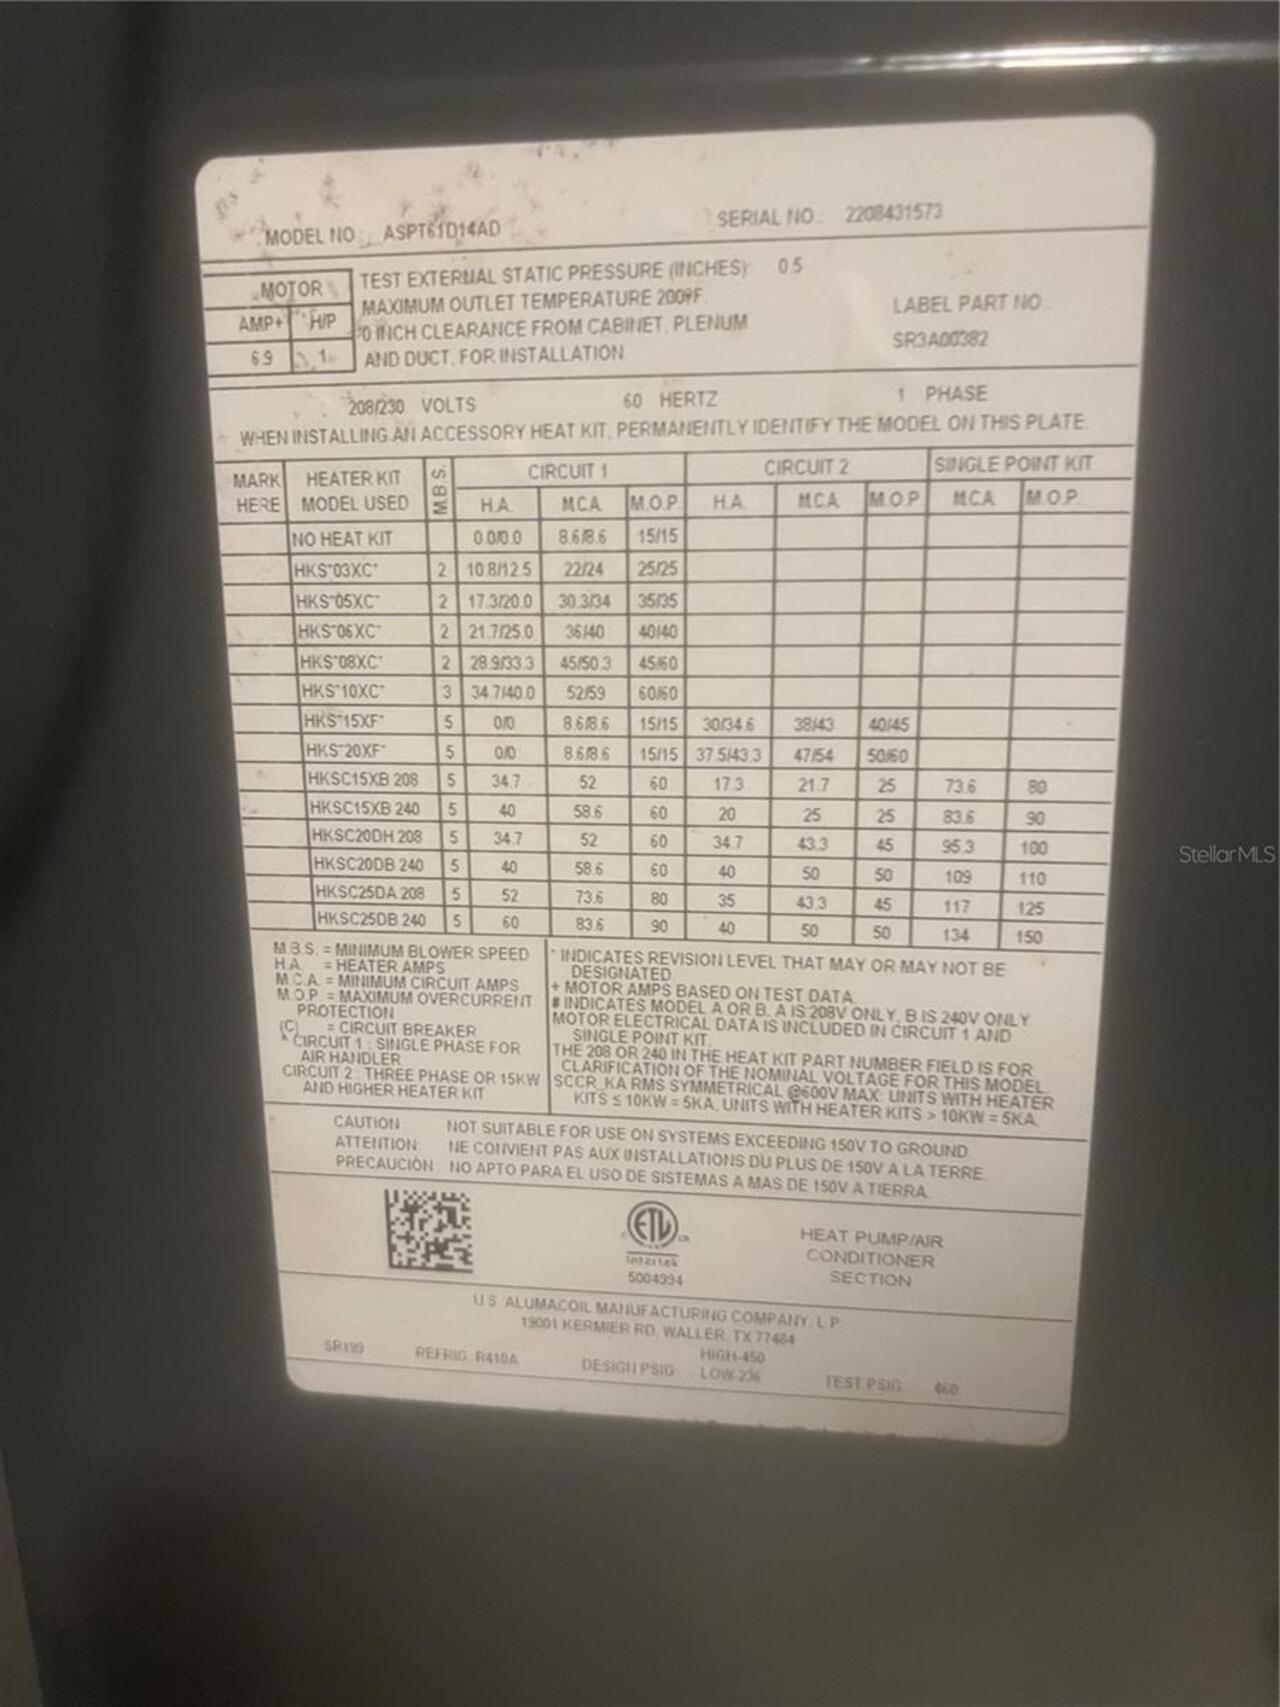 MODEL NO : ASPT61D14AD SERIAL NO.: 2208431573
MOTOR
AMP+ H/P
6.9 1
TEST EXTERNAL STATIC PRESSURE (INCHES): 0.5
MAXIMUM OUTLET TEMPERATURE 200ºF.
0 INCH CLEARANCE FROM CABINET, PLENUM
AND DUCT, FOR INSTALLATION.
LABEL PART NO.
SR3A00382
208/230 VOLTS 60 HERTZ 1 PHASE
WHEN INSTALLING AN ACCESSORY HEAT KIT, PERMANENTLY IDENTIFY THE MODEL ON THIS PLATE.
MARK HERE HEATER KIT MODEL USED M.B.S. CIRCUIT 1 CIRCUIT 2 SINGLE POINT KIT
H.A. M.C.A. M.O.P. H.A. M.C.A. M.O.P. M.C.A. M.O.P.
NO HEAT KIT 0.0/0.0 8.6/8.6 15/15
HKS*03XC* 2 10.8/12.5 22/24 25/25
HKS*05XC* 2 17.3/20.0 30.3/34 35/35
HKS*06XC* 2 21.7/25.0 36/40 40/40
HKS*08XC* 2 28.9/33.3 45/50.3 45/60
HKS*10XC* 3 34.7/40.0 52/59 60/60
HKS*15XF* 5 0/0 8.6/8.6 15/15 30/34.6 38/43 40/45
HKS*20XF* 5 0/0 8.6/8.6 15/15 37.5/43.3 47/54 50/60
HKSC15XB 208 5 34.7 52 60 17.3 21.7 25 73.6 80
HKSC15XB 240 5 40 58.6 60 20 25 25 83.6 90
HKSC20DH 208 5 34.7 52 60 34.7 43.3 45 95.3 100
HKSC20DB 240 5 40 58.6 60 40 50 50 109 110
HKSC25DA 208 5 52 73.6 80 35 43.3 45 117 125
HKSC25DB 240 5 60 83.6 90 40 50 50 134 150
M.B.S. = MINIMUM BLOWER SPEED
H.A. = HEATER AMPS
M.C.A. = MINIMUM CIRCUIT AMPS
M.O.P. = MAXIMUM OVERCURRENT
PROTECTION
(C) = CIRCUIT BREAKER
* CIRCUIT 1 : SINGLE PHASE FOR
AIR HANDLER
CIRCUIT 2 : THREE PHASE OR 15KW
AND HIGHER HEATER KIT
* INDICATES REVISION LEVEL THAT MAY OR MAY NOT BE
DESIGNATED
+ MOTOR AMPS BASED ON TEST DATA.
# INDICATES MODEL A OR B. A IS 208V ONLY, B IS 240V ONLY
MOTOR ELECTRICAL DATA IS INCLUDED IN CIRCUIT 1 AND
SINGLE POINT KIT.
THE 208 OR 240 IN THE HEAT KIT PART NUMBER FIELD IS FOR
CLARIFICATION OF THE NOMINAL VOLTAGE FOR THIS MODEL.
SCCR_KA RMS SYMMETRICAL @600V MAX: UNITS WITH HEATER
KITS ≤ 10KW = 5KA, UNITS WITH HEATER KITS > 10KW = 5KA.
CAUTION : NOT SUITABLE FOR USE ON SYSTEMS EXCEEDING 150V TO GROUND.
ATTENTION: NE CONVIENT PAS AUX INSTALLATIONS DU PLUS DE 150V A LA TERRE.
PRECAUCIÓN : NO APTO PARA EL USO DE SISTEMAS A MAS DE 150V A TIERRA.
ETL
C US
Intertek
5004394
HEAT PUMP/AIR
CONDITIONER
SECTION
U.S. ALUMACOIL MANUFACTURING COMPANY, L.P.
19001 KERMIER RD, WALLER, TX 77484
SR199 REFRIG. R410A DESIGN PSIG: HIGH-450
LOW-236 TEST PSIG: 460
StellarMLS